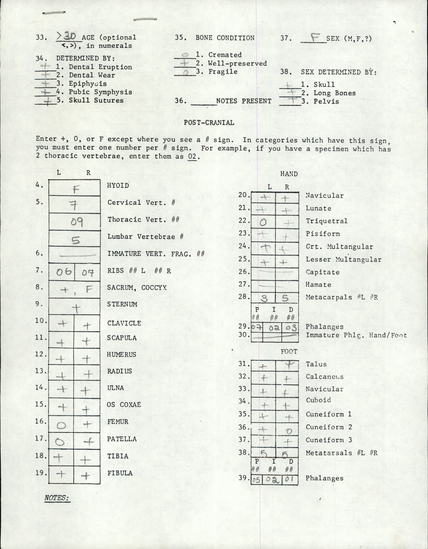 33. >30 AGE (optional
<,>), in numerals
34. DETERMINED BY:
+ 1. Dental Eruption
+ 2. Dental Wear
+ 3. Epiphysis
+ 4. Pubic Symphysis
+ 5. Skull Sutures
35. BONE CONDITION
0 1. Cremated
+ 2. Well-preserved
0 3. Fragile
36. NOTES PRESENT
37. F SEX (M,F,?)
38. SEX DETERMINED BY:
+ 1. Skull
+ 2. Long Bones
+ 3. Pelvis
POST-CRANIAL
Enter +, 0, or F except where you see a # sign. In categories which have this sign,
you must enter one number per # sign. For example, if you have a specimen which has
2 thoracic vertebrae, enter them as 02.
L R
4. F HYOID
5. 7 Cervical Vert. #
09 Thoracic Vert. ##
5 Lumbar Vertebrae #
6. IMMATURE VERT. FRAG. ##
7. 06 09 RIBS ## L ## R
8. +, F SACRUM, COCCYX
9. + STERNUM
10. + + CLAVICLE
11. + + SCAPULA
12. + + HUMERUS
13. + + RADIUS
14. + + ULNA
15. + + OS COXAE
16. 0 + FEMUR
17. 0 + PATELLA
18. + + TIBIA
19. + + FIBULA
NOTES:
HAND
L R
20. + + Navicular
21. + + Lunate
22. 0 + Triquetral
23. + + Pisiform
24. + + Grt. Multangular
25. + + Lesser Multangular
26. Capitate
27. Hamate
28. 3 5 Metacarpals #L #R
P I D
## ## ##
29. 07 02 03 Phalanges
30. Immature Phlg. Hand/Foot
FOOT
31. + + Talus
32. + + Calcaneus
33. + + Navicular
34. + + Cuboid
35. + + Cuneiform 1
36. + 0 Cuneiform 2
37. + + Cuneiform 3
38. 5 5 Metatarsals #L #R
P I D
## ## ##
39. 05 02 01 Phalanges